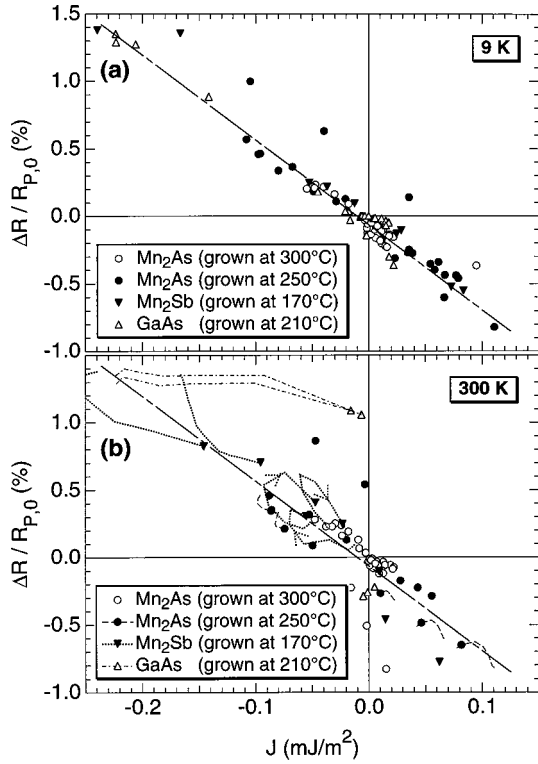 1.5
(a)
9 K
1.0
0.5
0.0
-0.5
-1.0
ΔR / R_P,0 (%)
Mn₂As (grown at 300°C)
Mn₂As (grown at 250°C)
Mn₂Sb (grown at 170°C)
GaAs (grown at 210°C)
300 K
(b)
1.0
0.5
0.0
-0.5
-1.0
ΔR / R_P,0 (%)
Mn₂As (grown at 300°C)
Mn₂As (grown at 250°C)
Mn₂Sb (grown at 170°C)
GaAs (grown at 210°C)
-0.2 -0.1 0.0 0.1
J (mJ/m²)